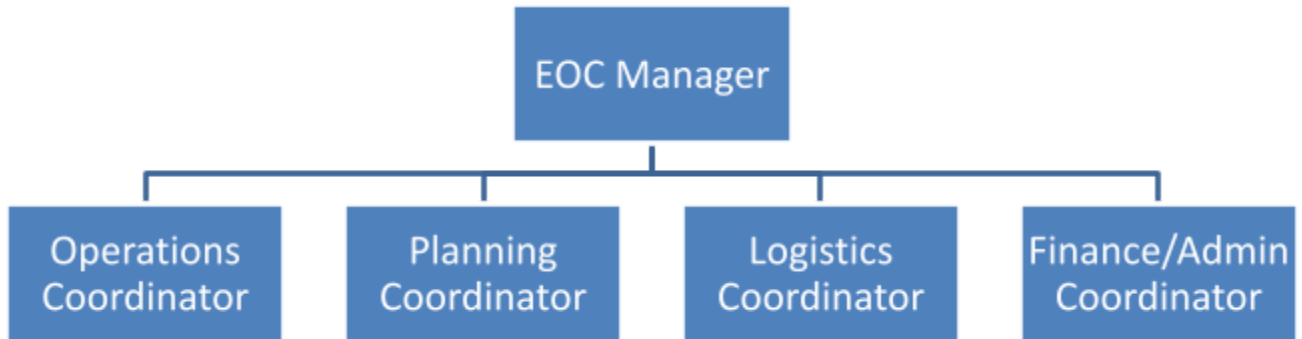 EOC Manager
Operations
Coordinator
Planning
Coordinator
Logistics
Coordinator
Finance/Admin
Coordinator